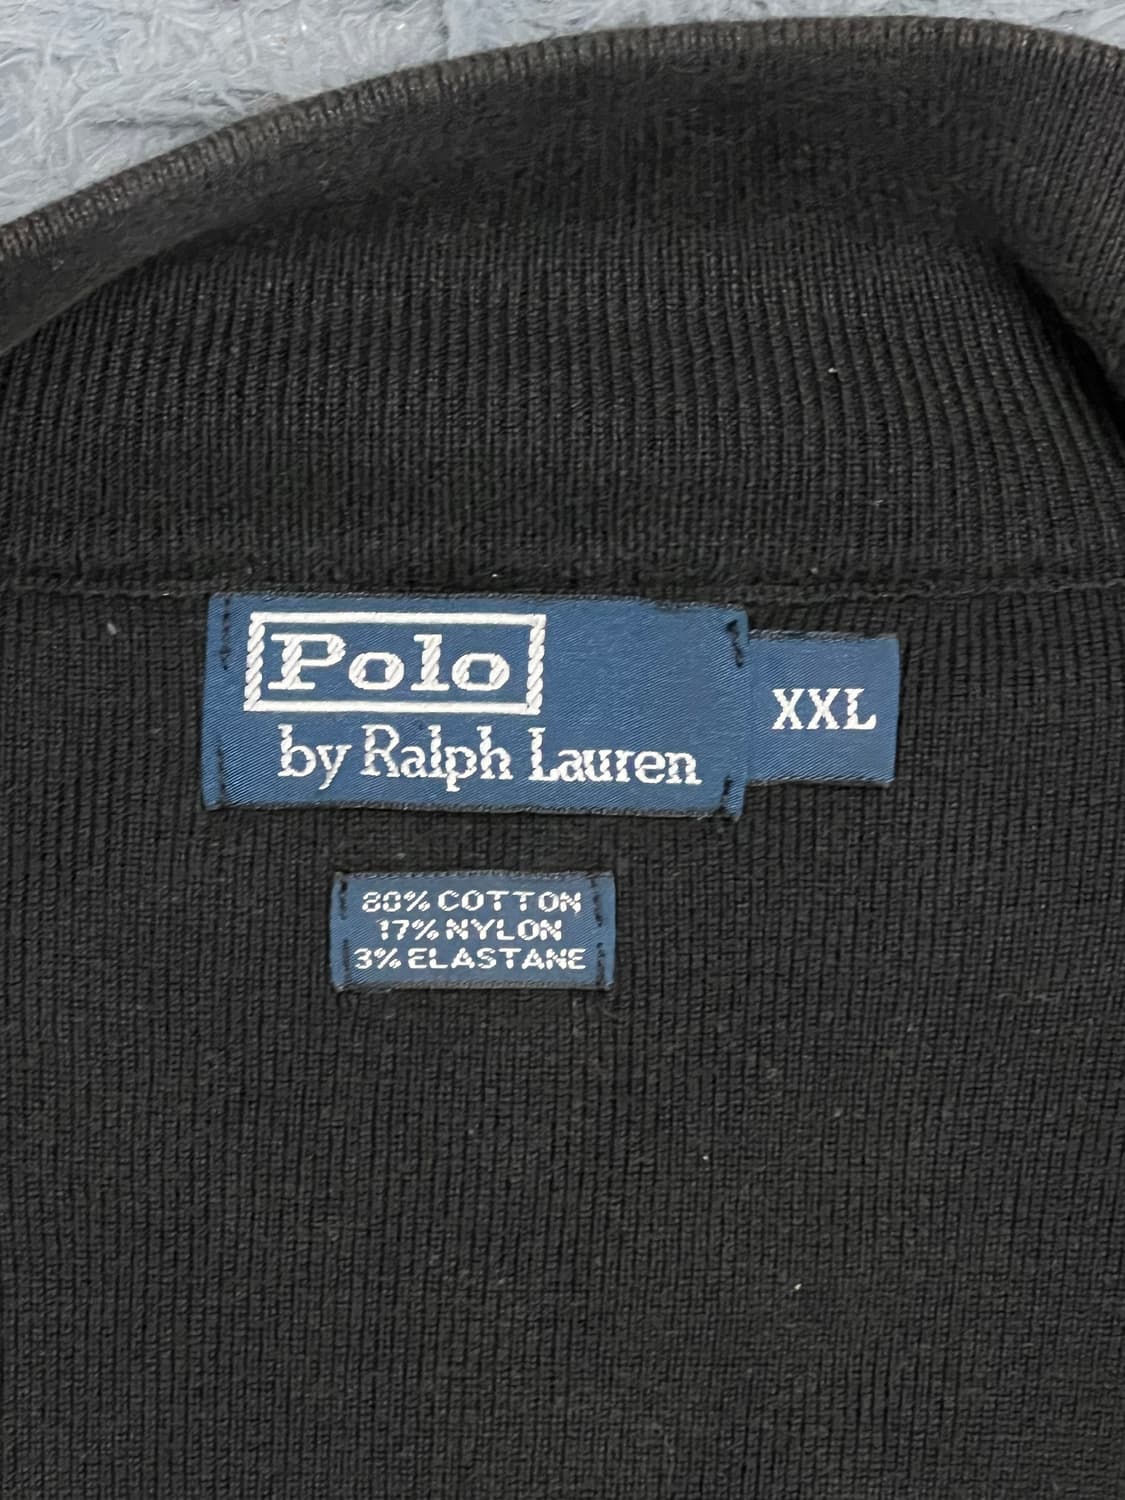 Polo
by Ralph Lauren
XXL
80% COTTON
17% NYLON
3% ELASTANE